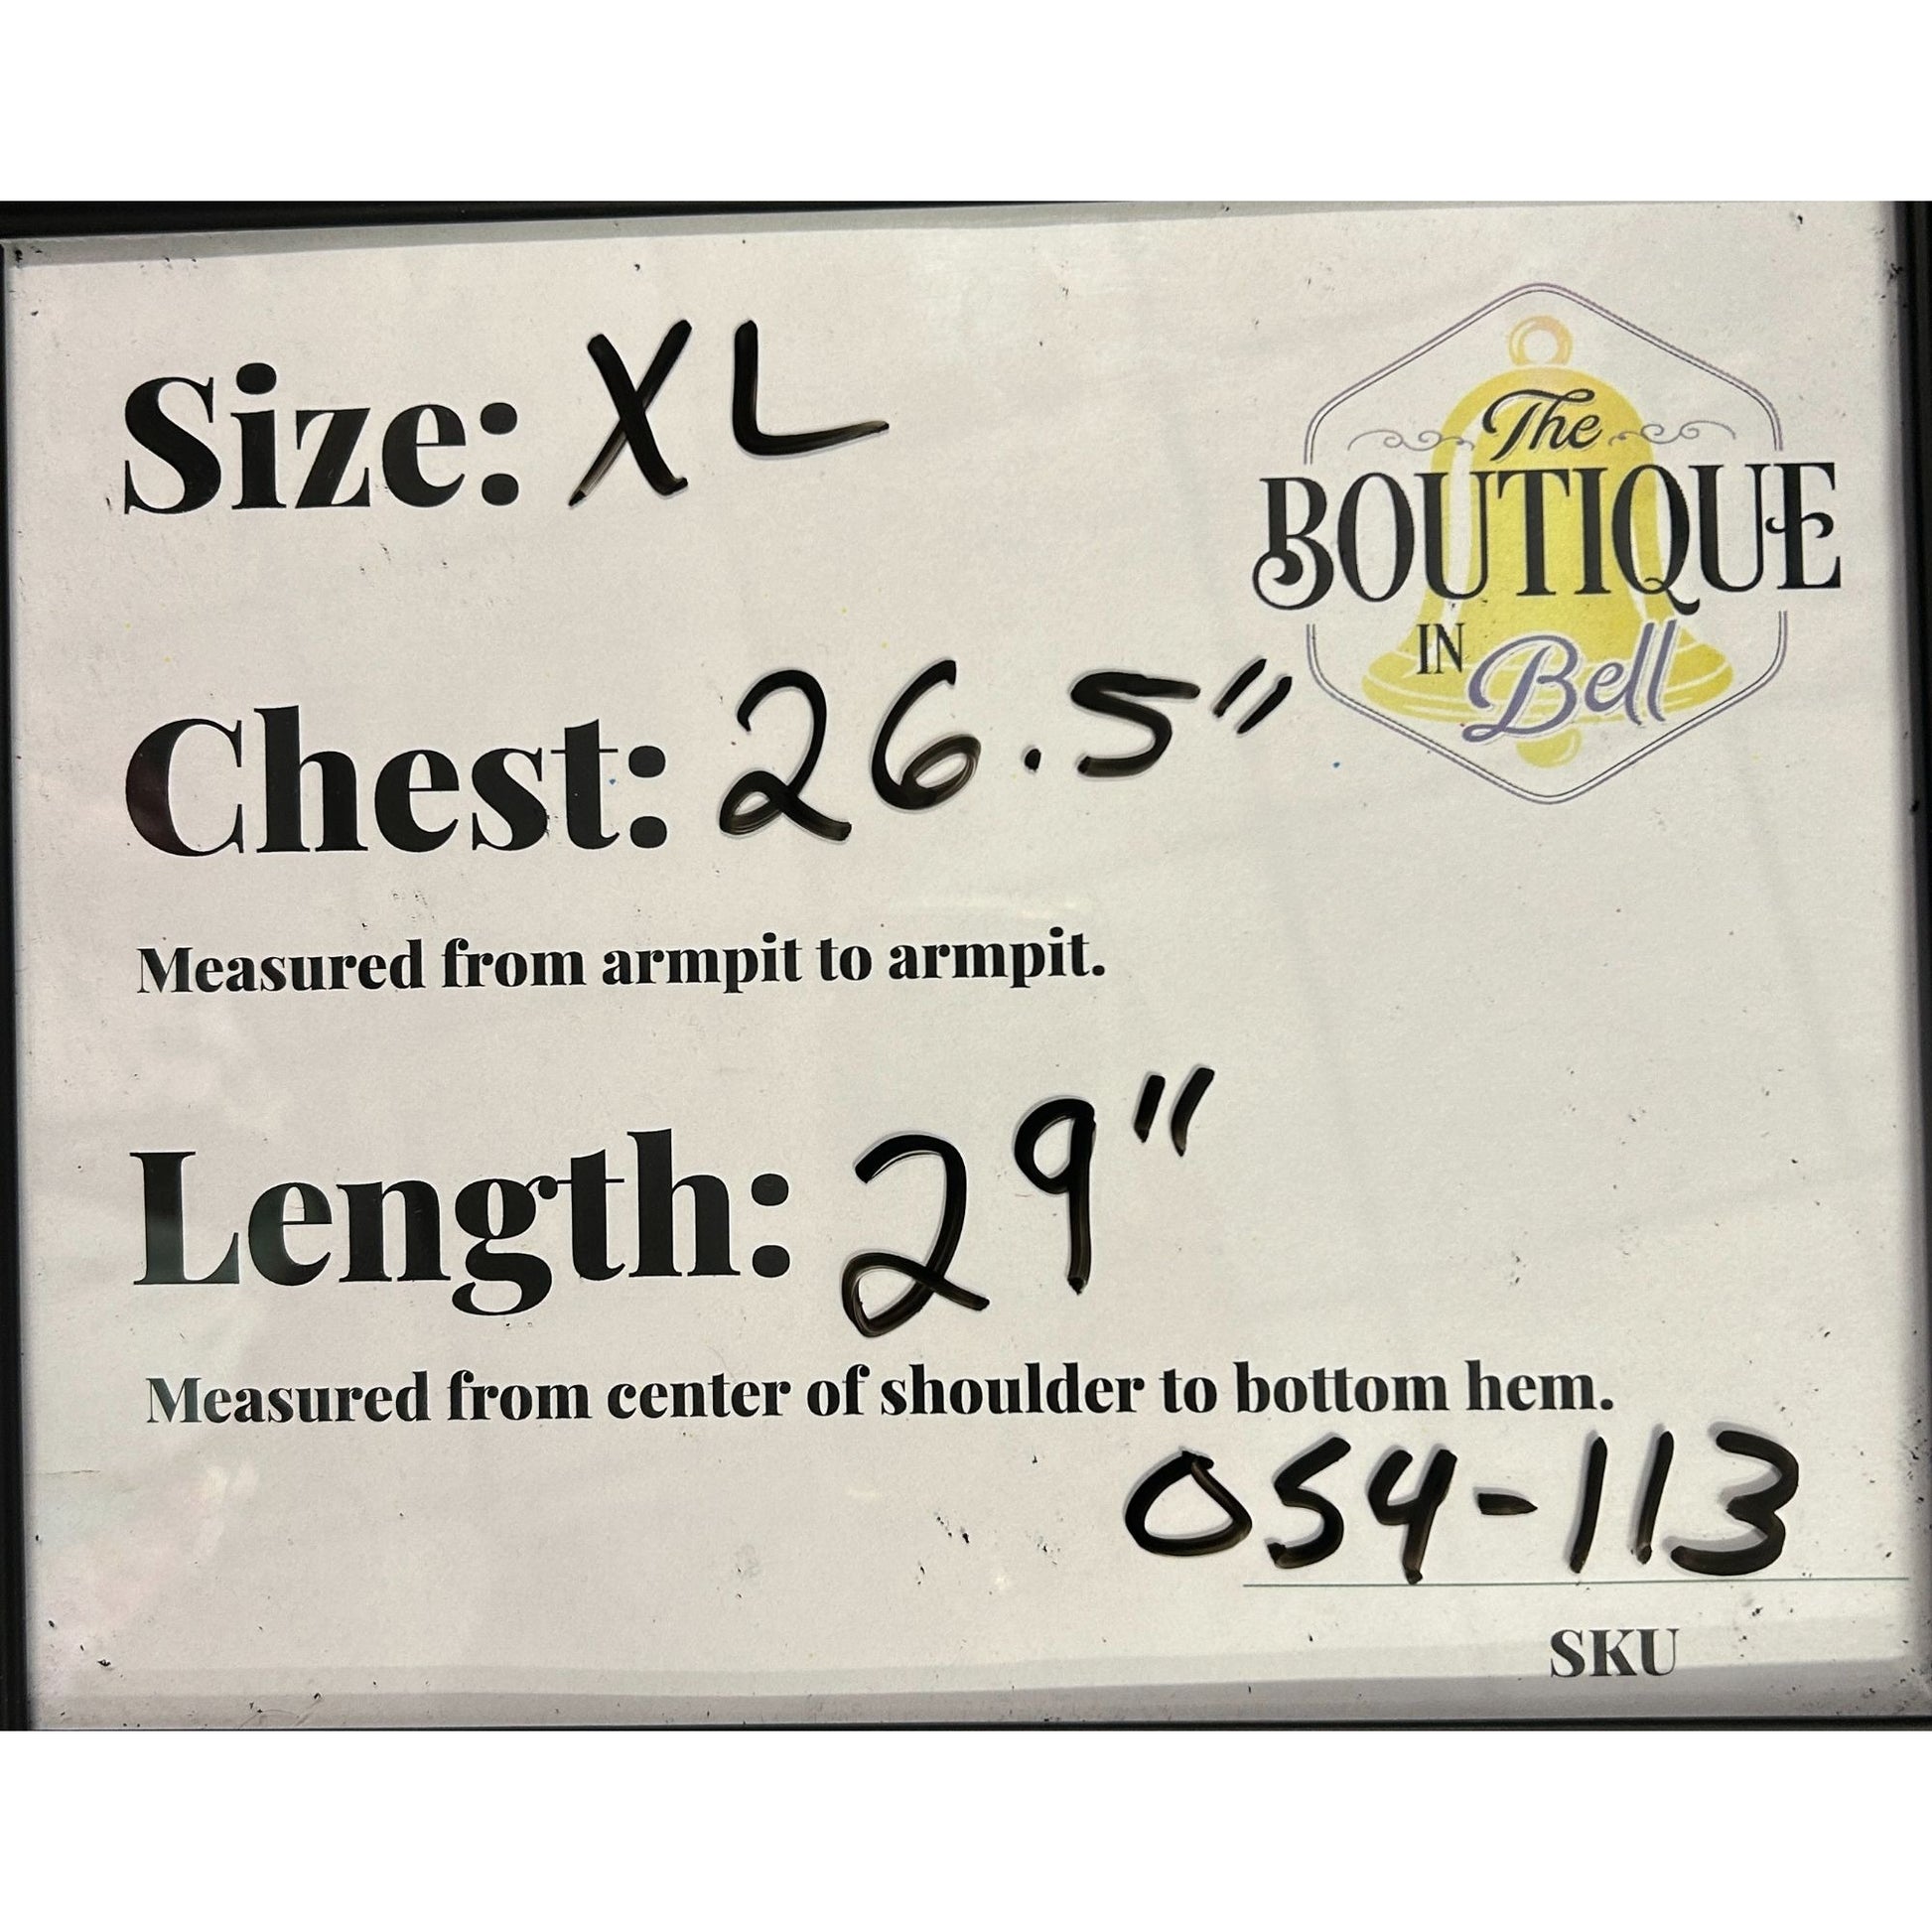 Size: XL
The
BOUTIQUE
IN Bell
Chest: 26.5"
Measured from armpit to armpit.
Length: 29"
Measured from center of shoulder to bottom hem.
054-113
SKU